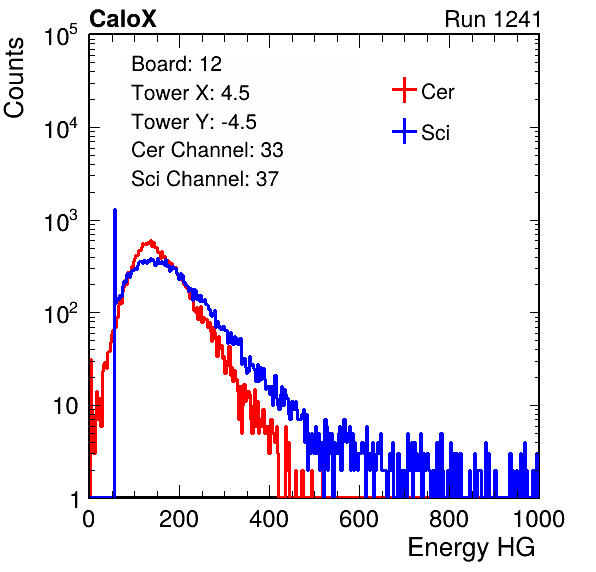 CaloX Run 1241
Counts
10^5
10^4
10^3
10^2
10
1
Board: 12
Tower X: 4.5
Tower Y: -4.5
Cer Channel: 33
Sci Channel: 37
Cer
Sci
0 200 400 600 800 1000
Energy HG